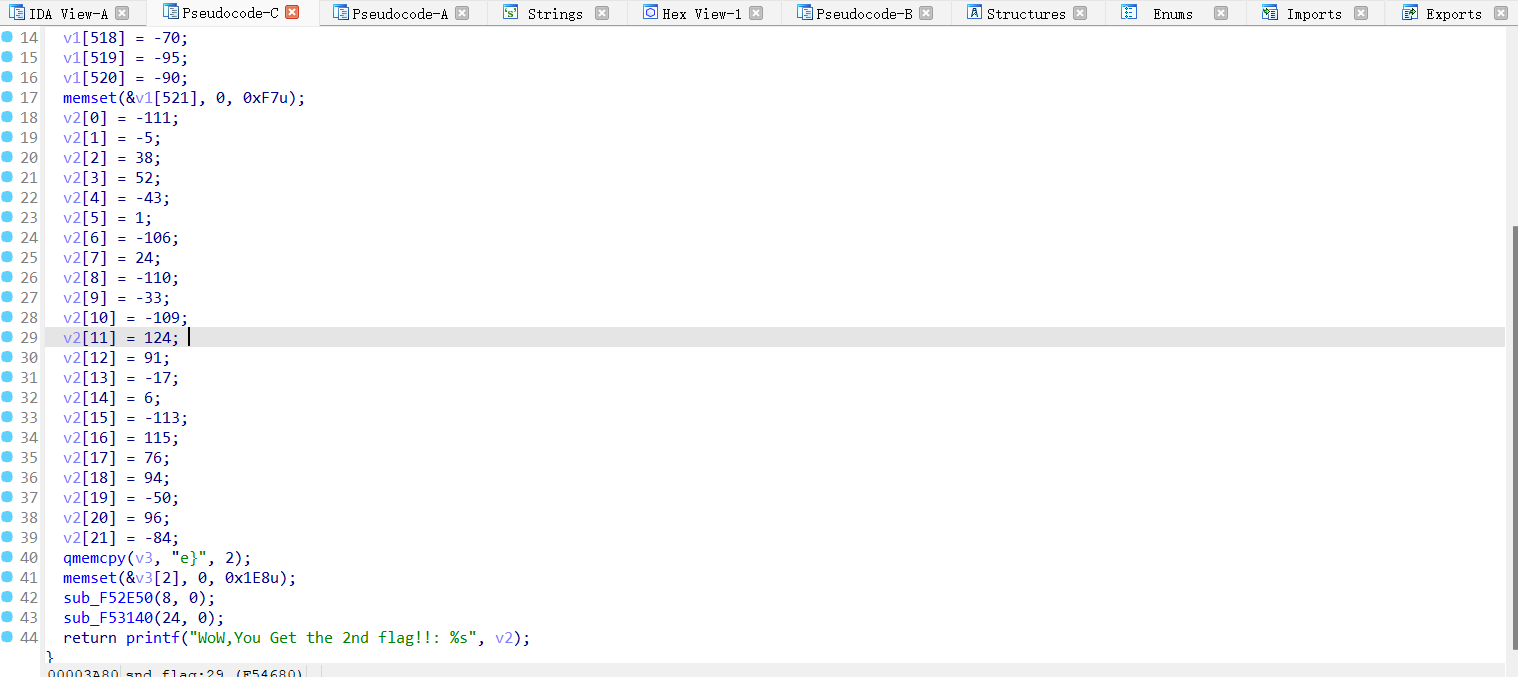 IDA View-A Pseudocode-C Pseudocode-A Strings Hex View-1 Pseudocode-B Structures Enums Imports Exports
14 v1[518] = -70;
15 v1[519] = -95;
16 v1[520] = -90;
17 memset(&v1[521], 0, 0xF7u);
18 v2[0] = -111;
19 v2[1] = -5;
20 v2[2] = 38;
21 v2[3] = 52;
22 v2[4] = -43;
23 v2[5] = 1;
24 v2[6] = -106;
25 v2[7] = 24;
26 v2[8] = -110;
27 v2[9] = -33;
28 v2[10] = -109;
29 v2[11] = 124;
30 v2[12] = 91;
31 v2[13] = -17;
32 v2[14] = 6;
33 v2[15] = -113;
34 v2[16] = 115;
35 v2[17] = 76;
36 v2[18] = 94;
37 v2[19] = -50;
38 v2[20] = 96;
39 v2[21] = -84;
40 qmemcpy(v3, "e}", 2);
41 memset(&v3[2], 0, 0x1E8u);
42 sub_F52E50(8, 0);
43 sub_F53140(24, 0);
44 return printf("WoW,You Get the 2nd flag!!: %s", v2);
}
00003A80 snd_flag:29 (F54680)